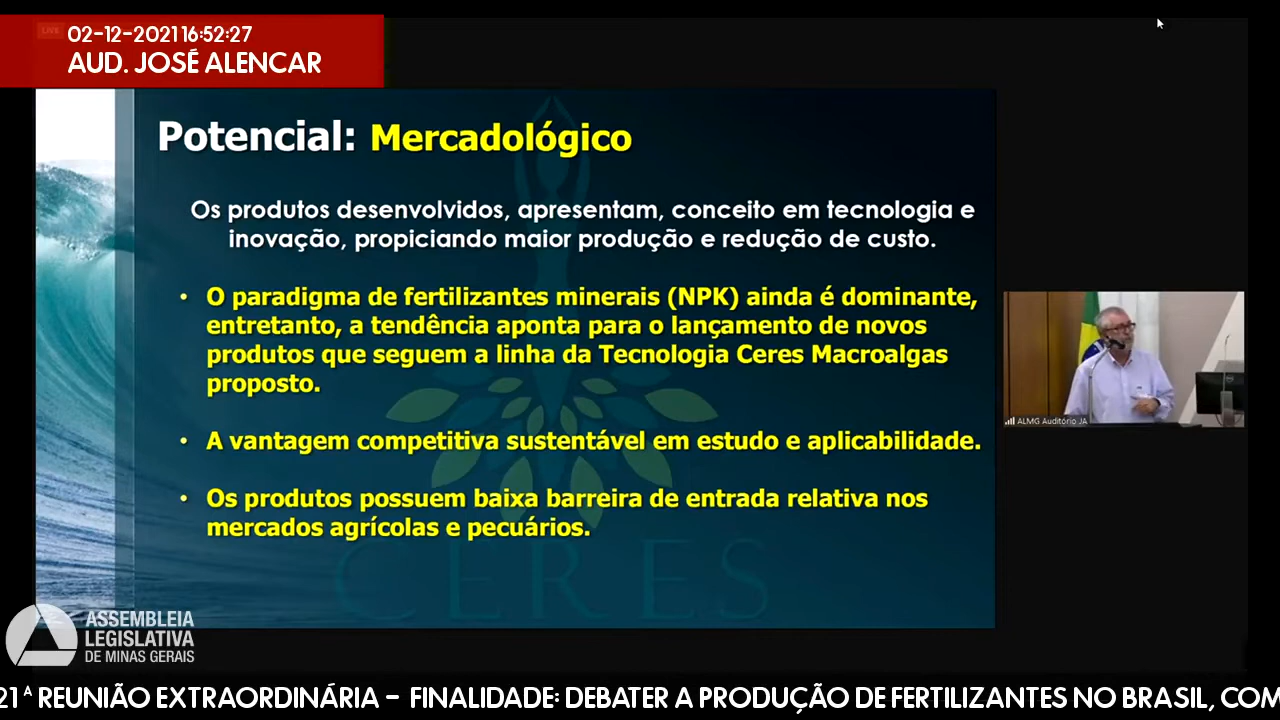 LIVE
02-12-2021 16:52:27
AUD. JOSÉ ALENCAR
Potencial: Mercadológico
Os produtos desenvolvidos, apresentam, conceito em tecnologia e
inovação, propiciando maior produção e redução de custo.
• O paradigma de fertilizantes minerais (NPK) ainda é dominante,
entretanto, a tendência aponta para o lançamento de novos
produtos que seguem a linha da Tecnologia Ceres Macroalgas
proposto.
• A vantagem competitiva sustentável em estudo e aplicabilidade.
• Os produtos possuem baixa barreira de entrada relativa nos
mercados agrícolas e pecuários.
CERES
ALMG Auditório JA
ASSEMBLEIA
LEGISLATIVA
DE MINAS GERAIS
21ª REUNIÃO EXTRAORDINÁRIA - FINALIDADE: DEBATER A PRODUÇÃO DE FERTILIZANTES NO BRASIL, COM